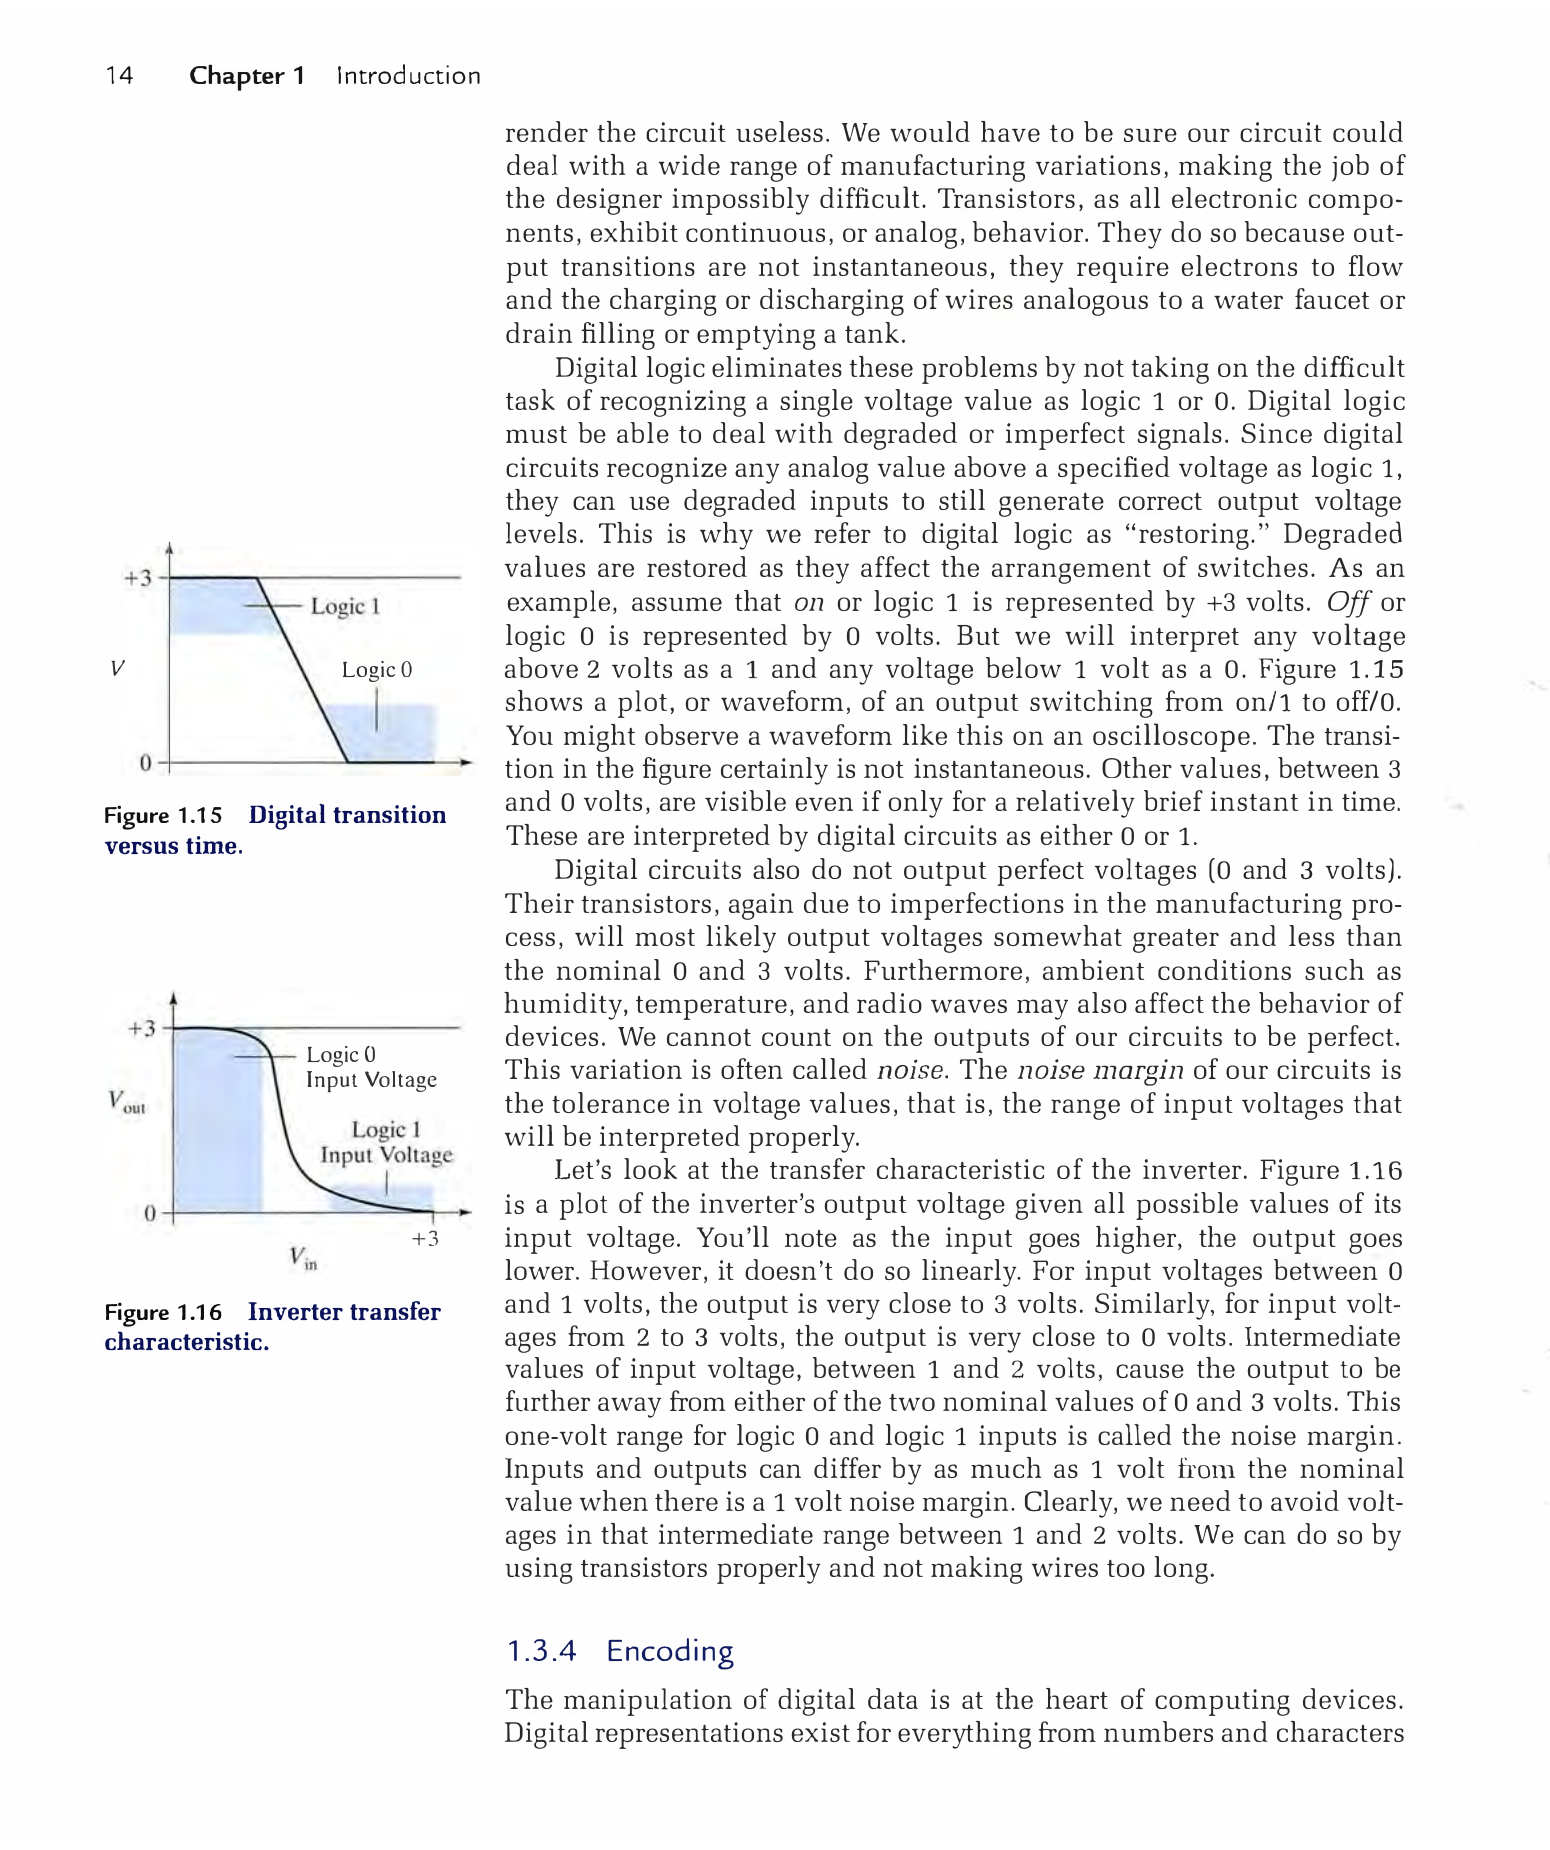 14 Chapter 1 Introduction
render the circuit useless. We would have to be sure our circuit could
deal with a wide range of manufacturing variations, making the job of
the designer impossibly difficult. Transistors, as all electronic compo-
nents, exhibit continuous, or analog, behavior. They do so because out-
put transitions are not instantaneous, they require electrons to flow
and the charging or discharging of wires analogous to a water faucet or
drain filling or emptying a tank.
Digital logic eliminates these problems by not taking on the difficult
task of recognizing a single voltage value as logic 1 or 0. Digital logic
must be able to deal with degraded or imperfect signals. Since digital
circuits recognize any analog value above a specified voltage as logic 1,
they can use degraded inputs to still generate correct output voltage
levels. This is why we refer to digital logic as “restoring.” Degraded
values are restored as they affect the arrangement of switches. As an
example, assume that on or logic 1 is represented by +3 volts. Off or
logic 0 is represented by 0 volts. But we will interpret any voltage
above 2 volts as a 1 and any voltage below 1 volt as a 0. Figure 1.15
shows a plot, or waveform, of an output switching from on/1 to off/0.
You might observe a waveform like this on an oscilloscope. The transi-
tion in the figure certainly is not instantaneous. Other values, between 3
and 0 volts, are visible even if only for a relatively brief instant in time.
These are interpreted by digital circuits as either 0 or 1.
Digital circuits also do not output perfect voltages (0 and 3 volts).
Their transistors, again due to imperfections in the manufacturing pro-
cess, will most likely output voltages somewhat greater and less than
the nominal 0 and 3 volts. Furthermore, ambient conditions such as
humidity, temperature, and radio waves may also affect the behavior of
devices. We cannot count on the outputs of our circuits to be perfect.
This variation is often called noise. The noise margin of our circuits is
the tolerance in voltage values, that is, the range of input voltages that
will be interpreted properly.
Let’s look at the transfer characteristic of the inverter. Figure 1.16
is a plot of the inverter’s output voltage given all possible values of its
input voltage. You’ll note as the input goes higher, the output goes
lower. However, it doesn’t do so linearly. For input voltages between 0
and 1 volts, the output is very close to 3 volts. Similarly, for input volt-
ages from 2 to 3 volts, the output is very close to 0 volts. Intermediate
values of input voltage, between 1 and 2 volts, cause the output to be
further away from either of the two nominal values of 0 and 3 volts. This
one-volt range for logic 0 and logic 1 inputs is called the noise margin.
Inputs and outputs can differ by as much as 1 volt from the nominal
value when there is a 1 volt noise margin. Clearly, we need to avoid volt-
ages in that intermediate range between 1 and 2 volts. We can do so by
using transistors properly and not making wires too long.
1.3.4 Encoding
The manipulation of digital data is at the heart of computing devices.
Digital representations exist for everything from numbers and characters
+3
Logic 1
V
Logic 0
0
Figure 1.15 Digital transition
versus time.
+3
Logic 0
Input Voltage
Vout
Logic 1
Input Voltage
0
+3
Vin
Figure 1.16 Inverter transfer
characteristic.